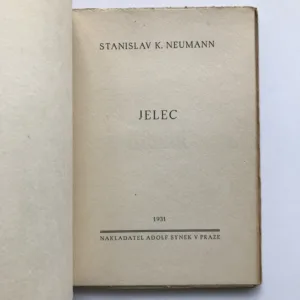 STANISLAV K. NEUMANN
JELEC
1931
NAKLADATEL ADOLF SYNEK V PRAZE